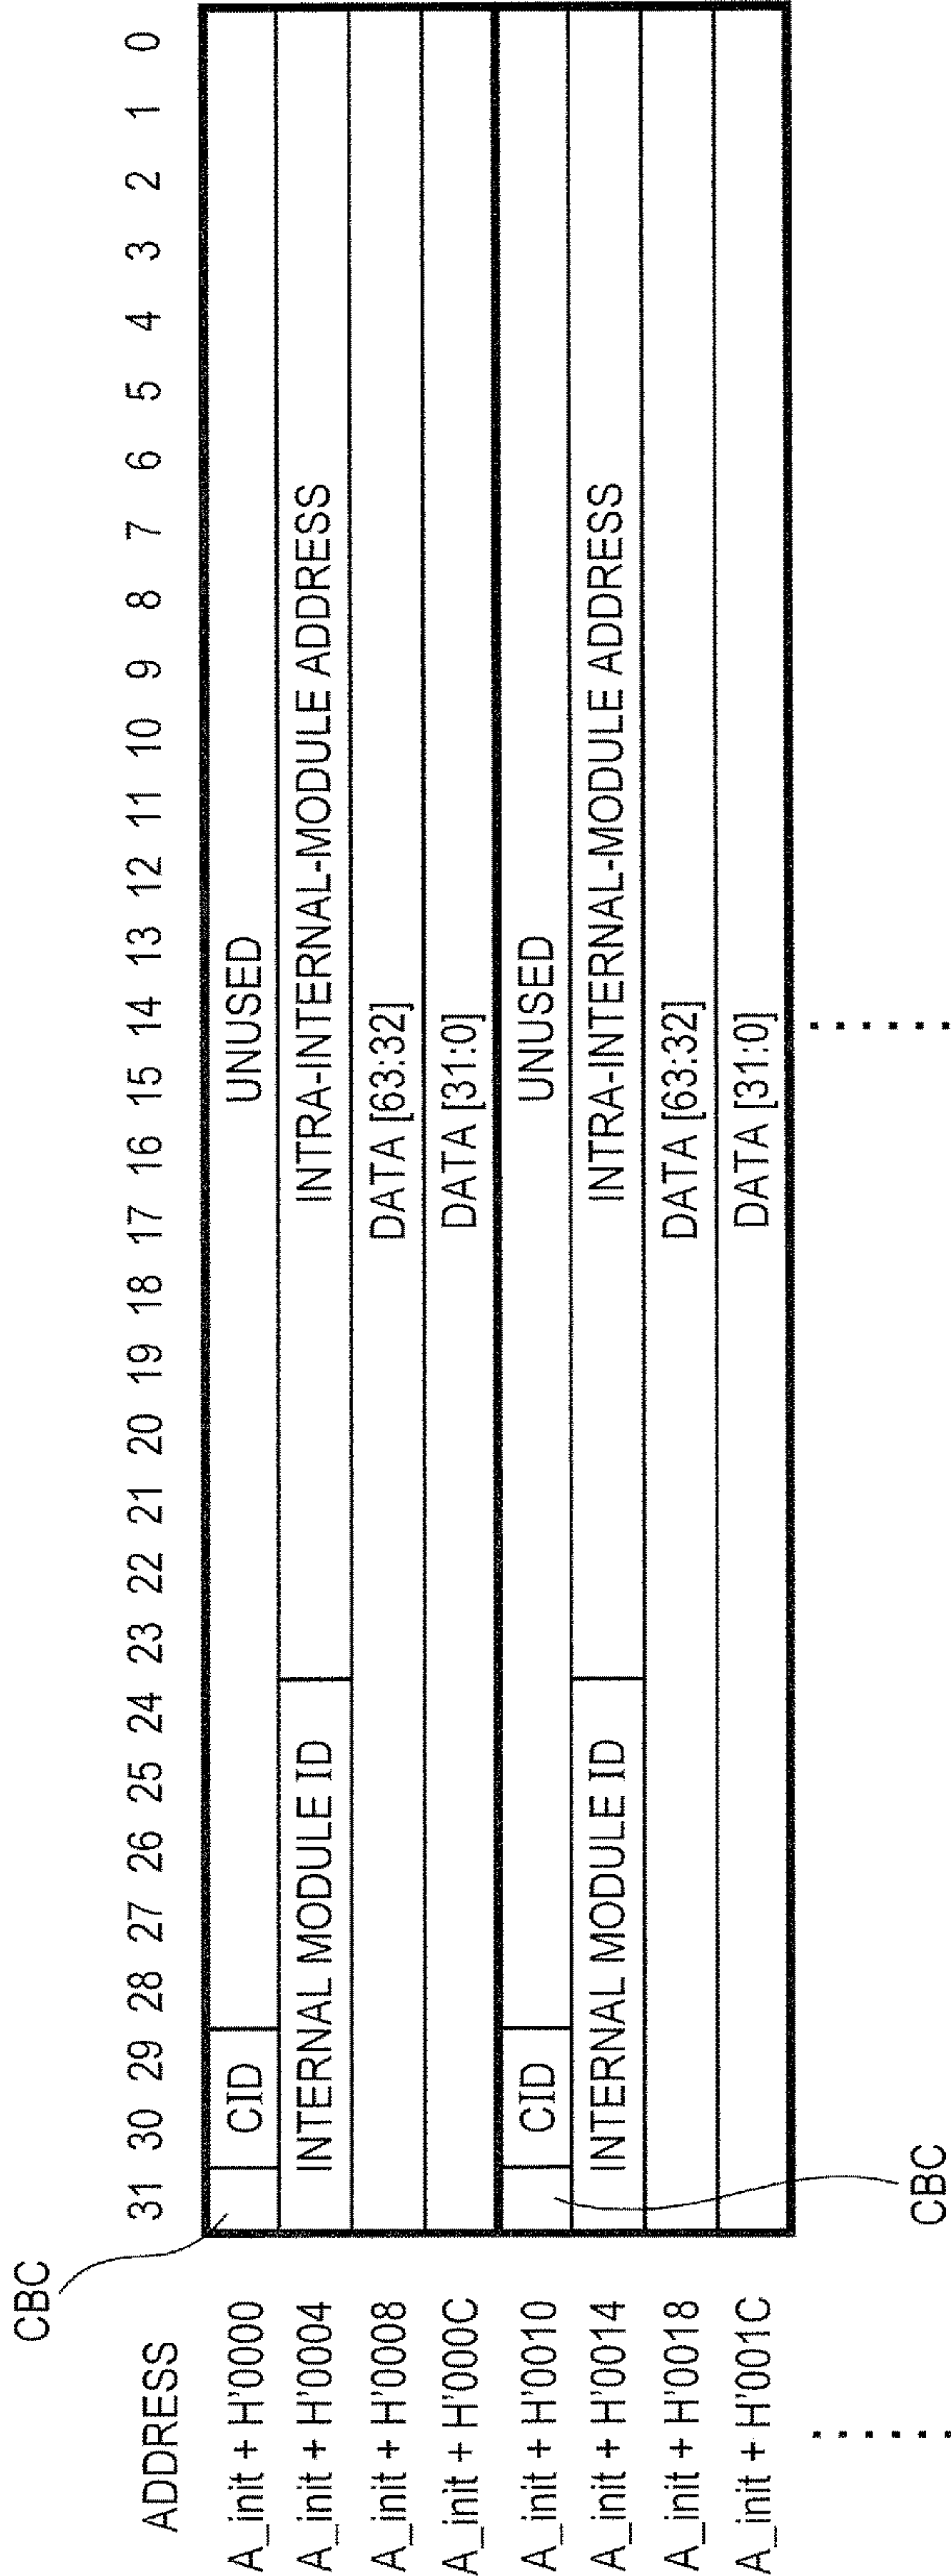 CBC
ADDRESS 31 30 29 28 27 26 25 24 23 22 21 20 19 18 17 16 15 14 13 12 11 10 9 8 7 6 5 4 3 2 1 0
A_init + H'0000 CID UNUSED
A_init + H'0004 INTERNAL MODULE ID INTRA-INTERNAL-MODULE ADDRESS
A_init + H'0008 DATA [63:32]
A_init + H'000C DATA [31:0]
A_init + H'0010 CID UNUSED
A_init + H'0014 INTERNAL MODULE ID INTRA-INTERNAL-MODULE ADDRESS
A_init + H'0018 DATA [63:32]
A_init + H'001C DATA [31:0]
CBC